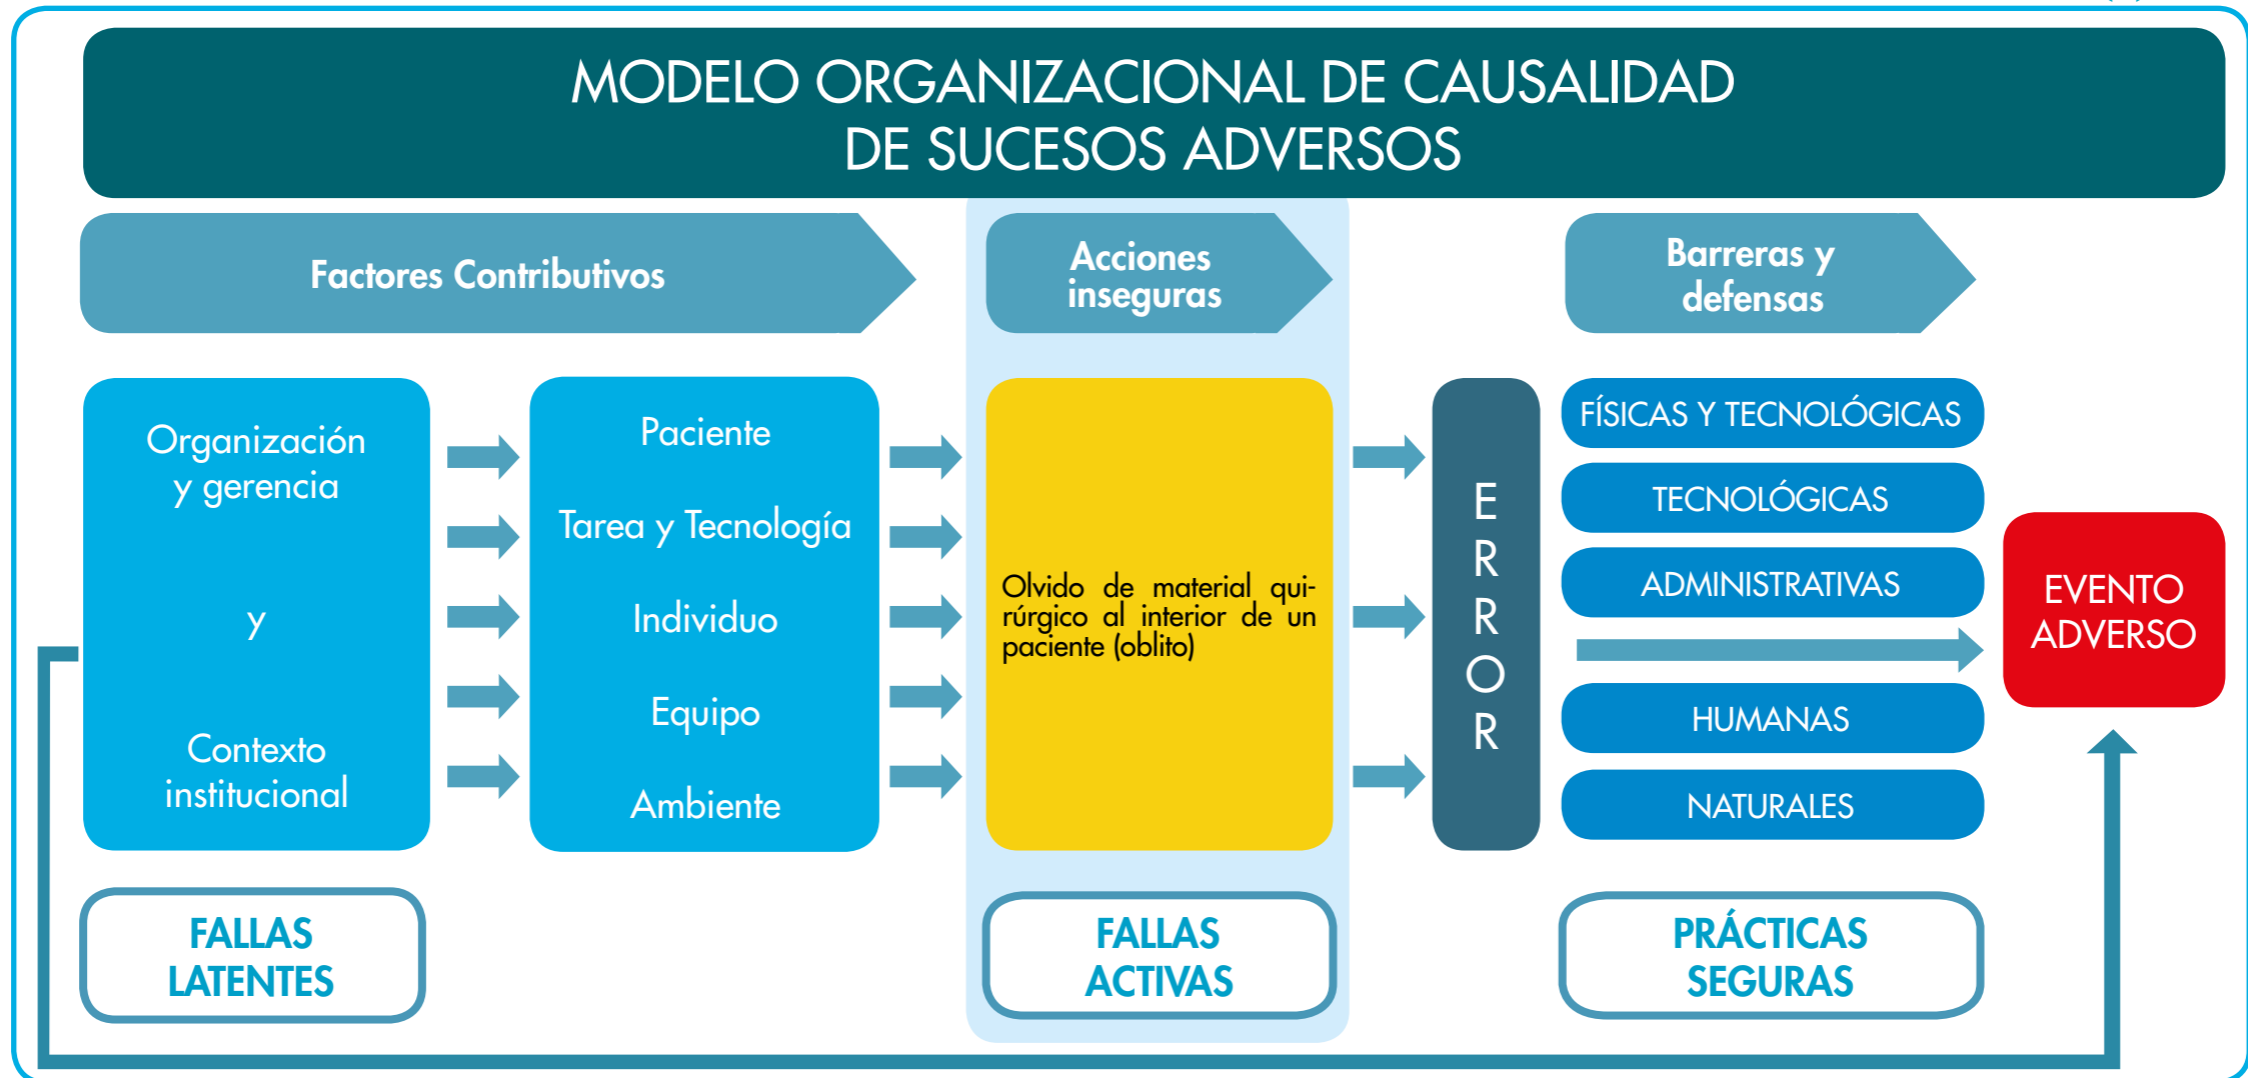 MODELO ORGANIZACIONAL DE CAUSALIDAD
DE SUCESOS ADVERSOS
Factores Contributivos
Acciones
inseguras
Barreras y
defensas
Organización
y gerencia
y
Contexto
institucional
Paciente
Tarea y Tecnología
Individuo
Equipo
Ambiente
Olvido de material qui-
rúrgico al interior de un
paciente (oblito)
E
R
R
O
R
FÍSICAS Y TECNOLÓGICAS
TECNOLÓGICAS
ADMINISTRATIVAS
HUMANAS
NATURALES
EVENTO
ADVERSO
FALLAS
LATENTES
FALLAS
ACTIVAS
PRÁCTICAS
SEGURAS